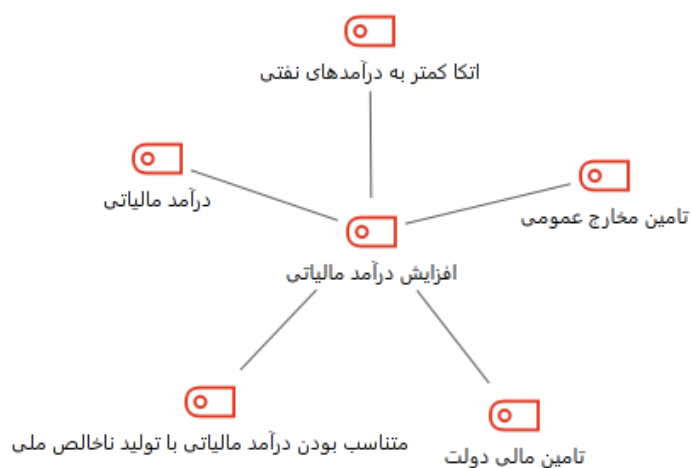 اتکا کمتر به درآمدهای نفتی
درآمد مالیاتی
تامین مخارج عمومی
افزایش درآمد مالیاتی
متناسب بودن درآمد مالیاتی با تولید ناخالص ملی
تامین مالی دولت